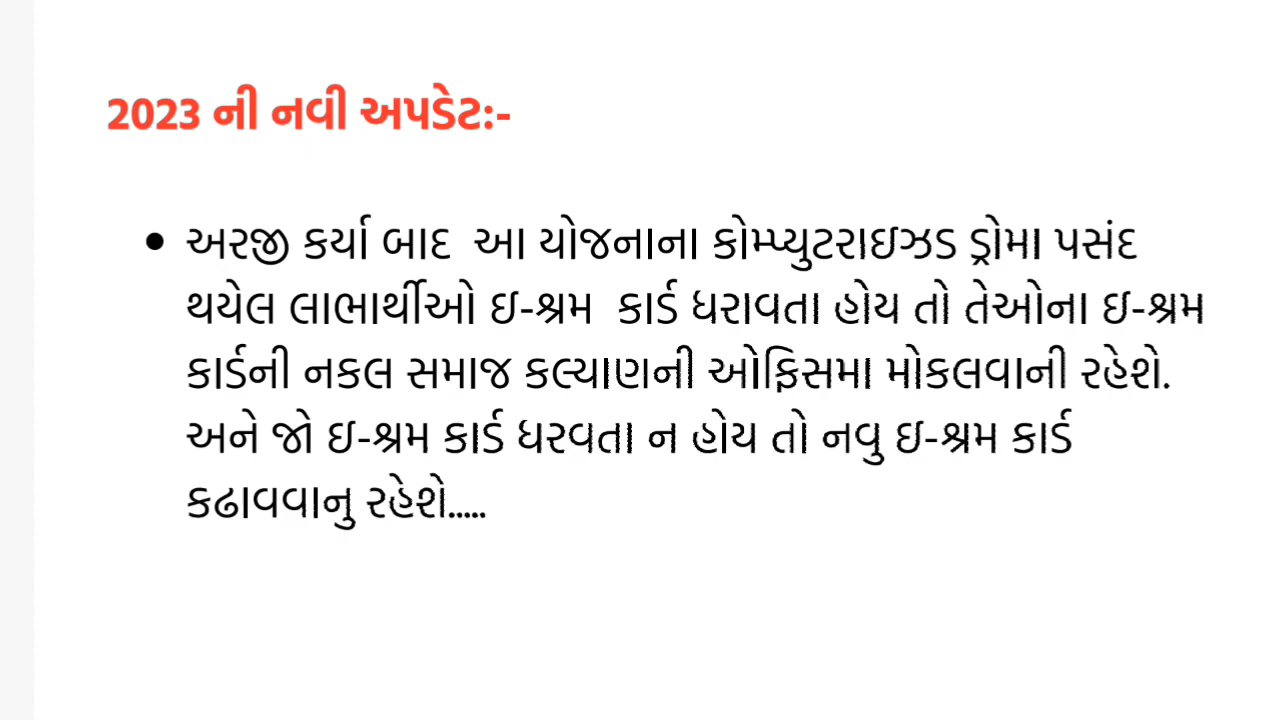 2023 ની નવી અપડેટ:-
• અરજી કર્યા બાદ આ યોજનાના કોમ્પ્યુટરાઇઝડ ડ્રોમા પસંદ
થયેલ લાભાર્થીઓ ઇ-શ્રમ કાર્ડ ધરાવતા હોય તો તેઓના ઇ-શ્રમ
કાર્ડની નકલ સમાજ કલ્યાણની ઓફિસમા મોકલવાની રહેશે.
અને જો ઇ-શ્રમ કાર્ડ ધરવતા ન હોય તો નવુ ઇ-શ્રમ કાર્ડ
કઢાવવાનુ રહેશે.....